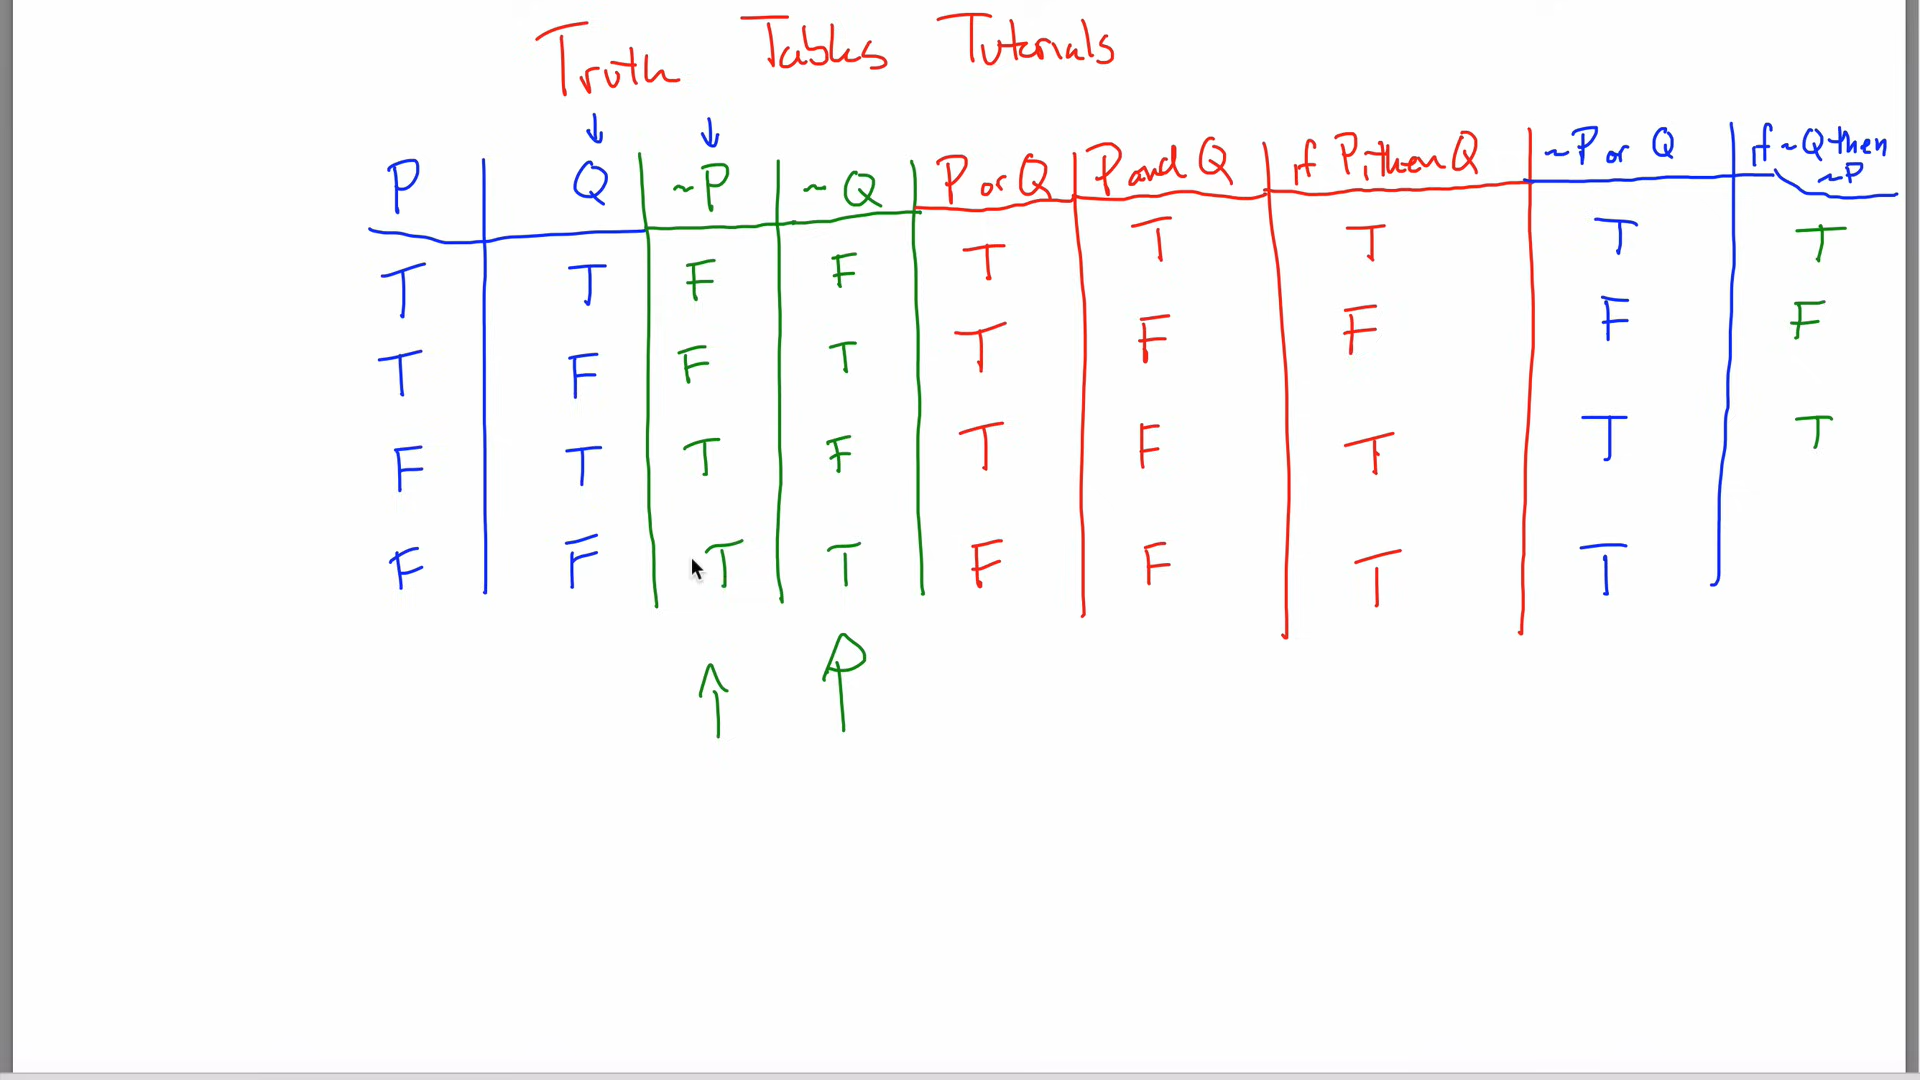 Truth Tables Tutorials
P Q ~P ~Q P or Q P and Q if P, then Q ~P or Q if ~Q then
~P
T T F F T T T T T
T F F T T F F F F
F T T F T F T T T
F F T T F F T T